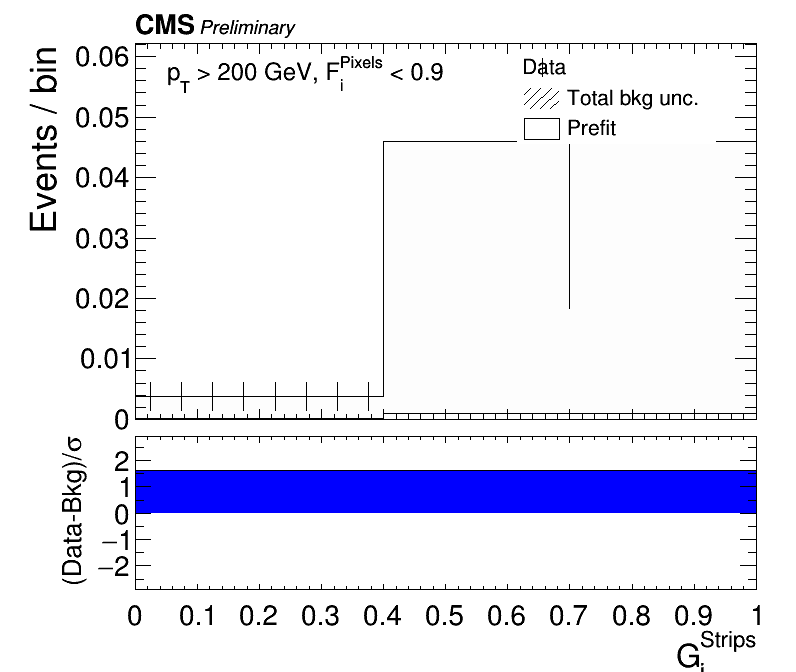 CMS Preliminary
Events / bin
0.06
0.05
0.04
0.03
0.02
0.01
0
p_T > 200 GeV, F_i^Pixels < 0.9
Data
Total bkg unc.
Prefit
(Data-Bkg)/σ
2
1
0
−1
−2
0 0.1 0.2 0.3 0.4 0.5 0.6 0.7 0.8 0.9 1
G_i^Strips